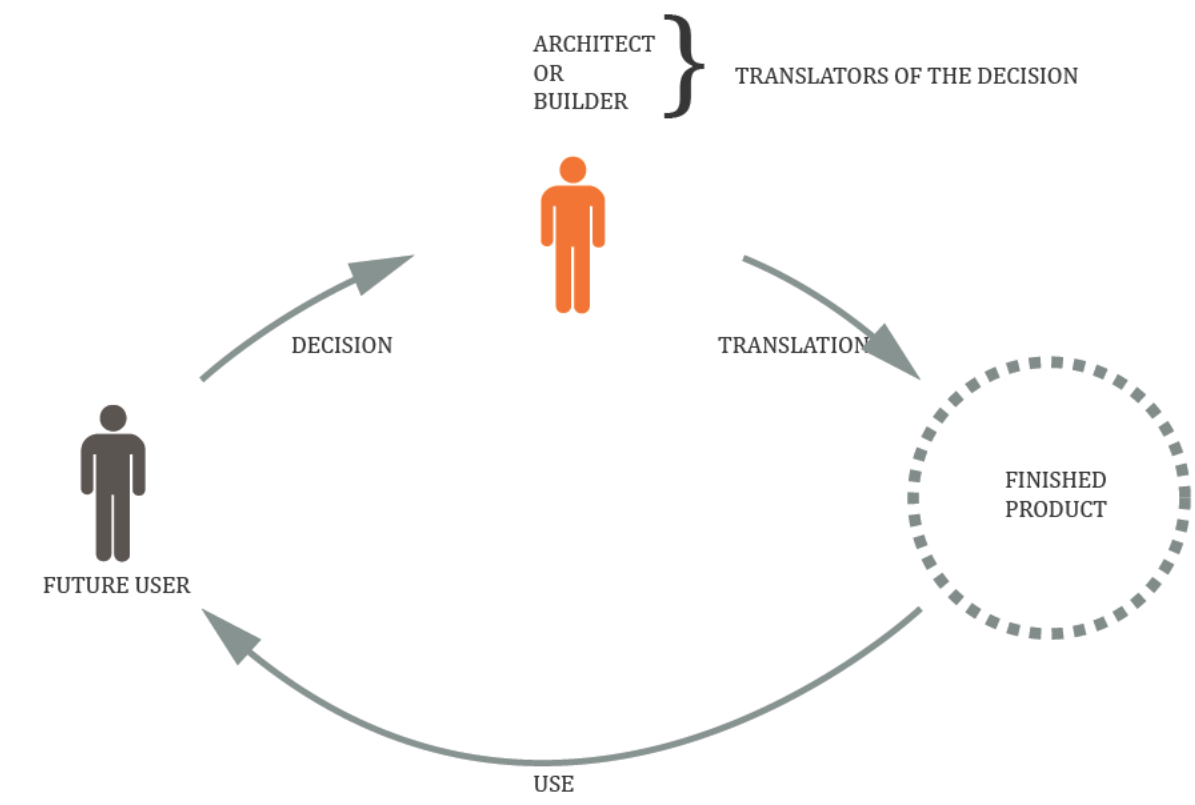 ARCHITECT
OR
BUILDER
TRANSLATORS OF THE DECISION
DECISION
TRANSLATION
FINISHED
PRODUCT
FUTURE USER
USE